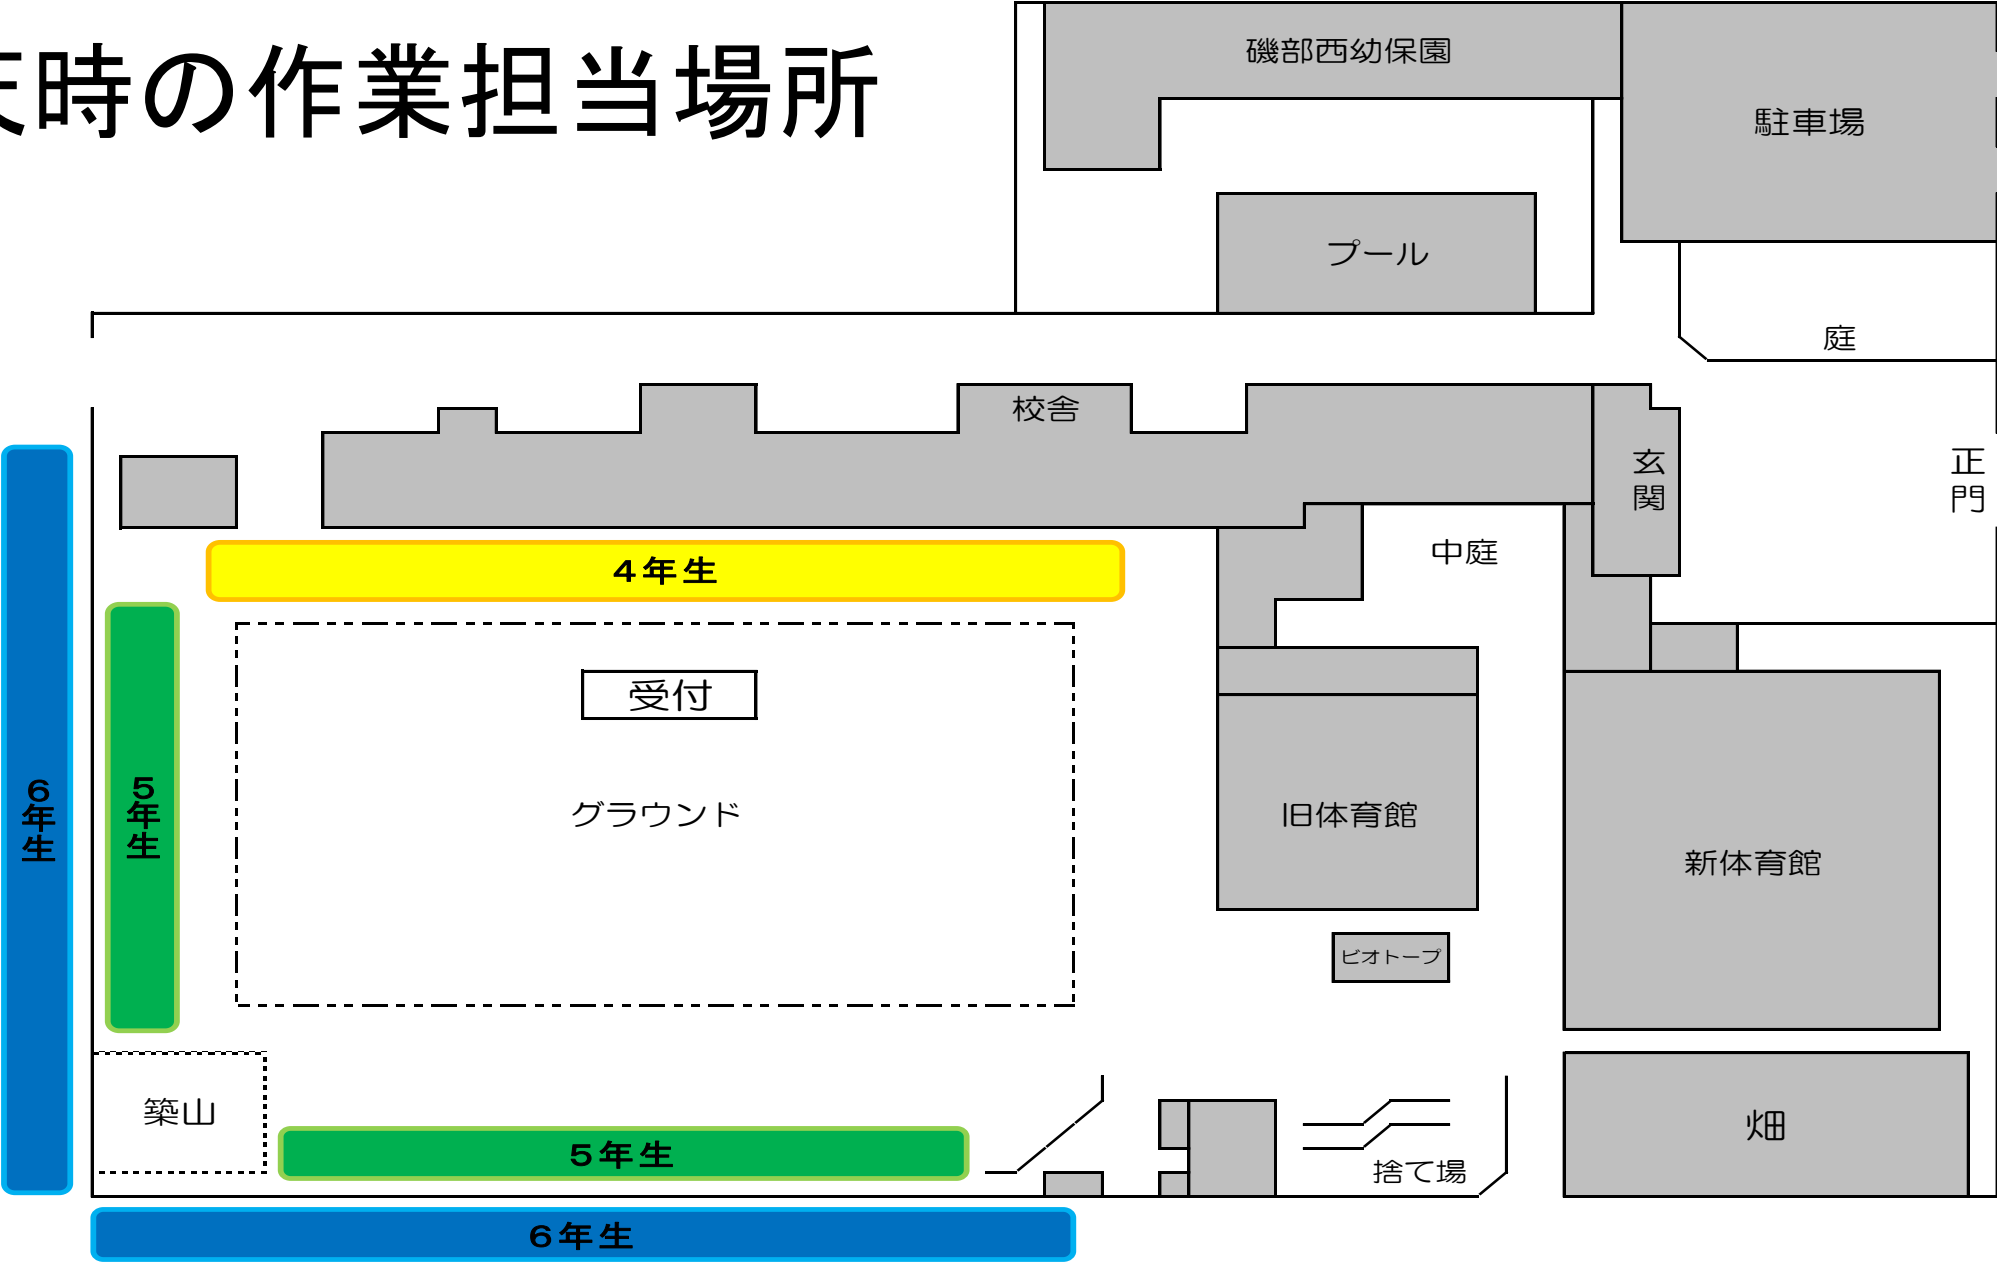 時の作業担当場所
磯部西幼保園
駐車場
プール
庭
校舎
玄関
正門
中庭
4年生
受付
6年生
5年生
グラウンド
旧体育館
新体育館
ビオトープ
築山
畑
5年生
捨て場
6年生